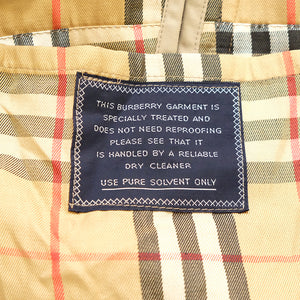 THIS BURBERRY GARMENT IS
SPECIALLY TREATED AND
DOES NOT NEED REPROOFING
PLEASE SEE THAT IT
IS HANDLED BY A RELIABLE
DRY CLEANER
USE PURE SOLVENT ONLY